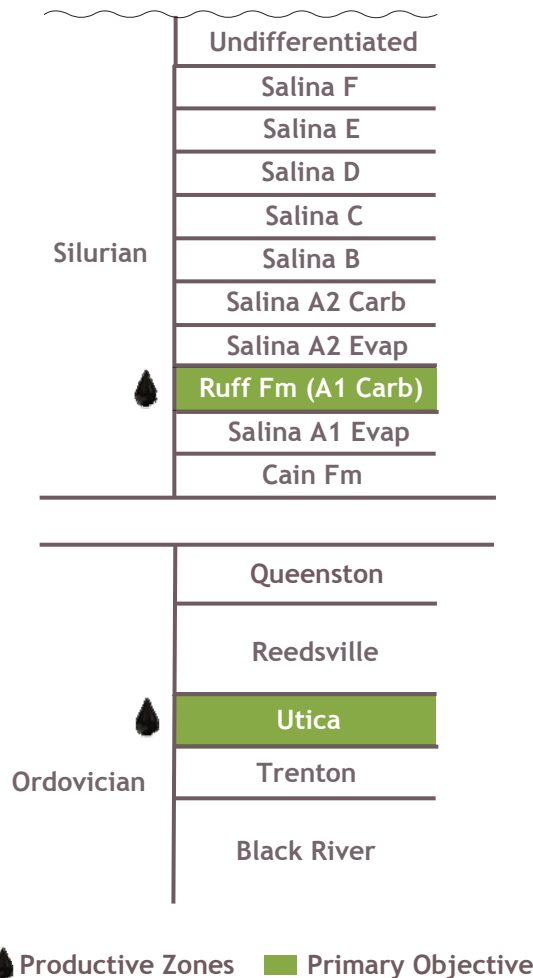 Undifferentiated
Salina F
Salina E
Salina D
Salina C
Silurian
Salina B
Salina A2 Carb
Salina A2 Evap
Ruff Fm (A1 Carb)
Salina A1 Evap
Cain Fm
Queenston
Reedsville
Utica
Trenton
Ordovician
Black River
Productive Zones
Primary Objective